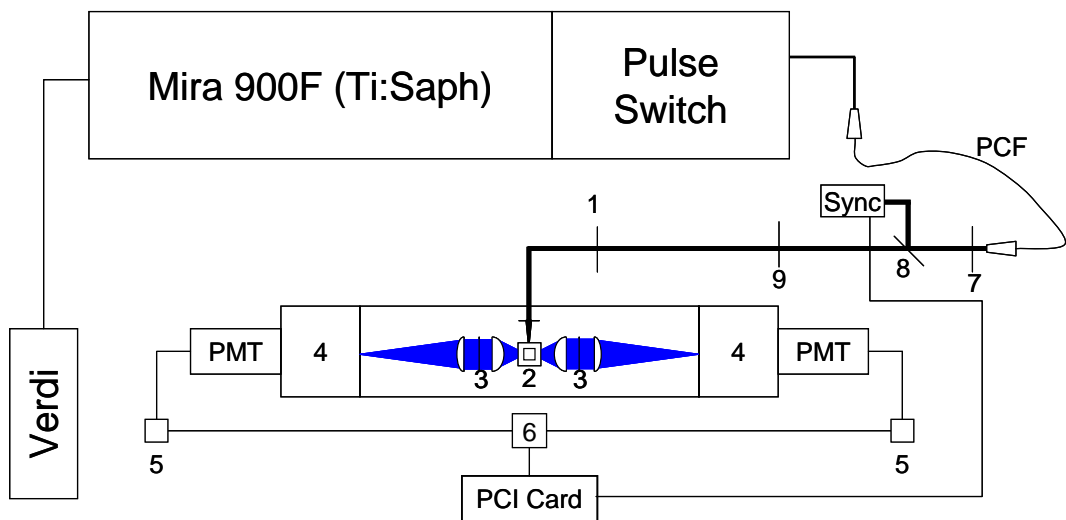 Mira 900F (Ti:Saph)
Pulse
Switch
PCF
Sync
1
8
9
7
PMT
4
3
2
3
4
PMT
Verdi
5
6
5
PCI Card